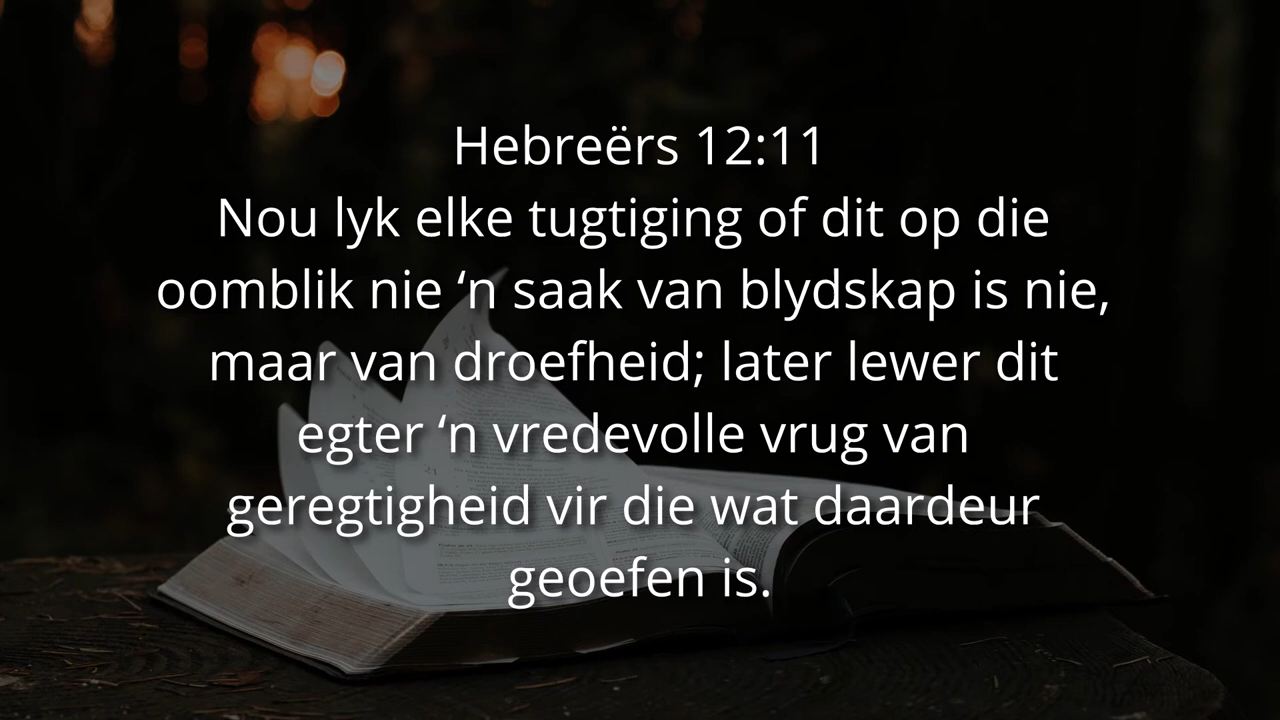 Hebreërs 12:11
Nou lyk elke tugtiging of dit op die
oomblik nie ‘n saak van blydskap is nie,
maar van droefheid; later lewer dit
egter ‘n vredevolle vrug van
geregtigheid vir die wat daardeur
geoefen is.